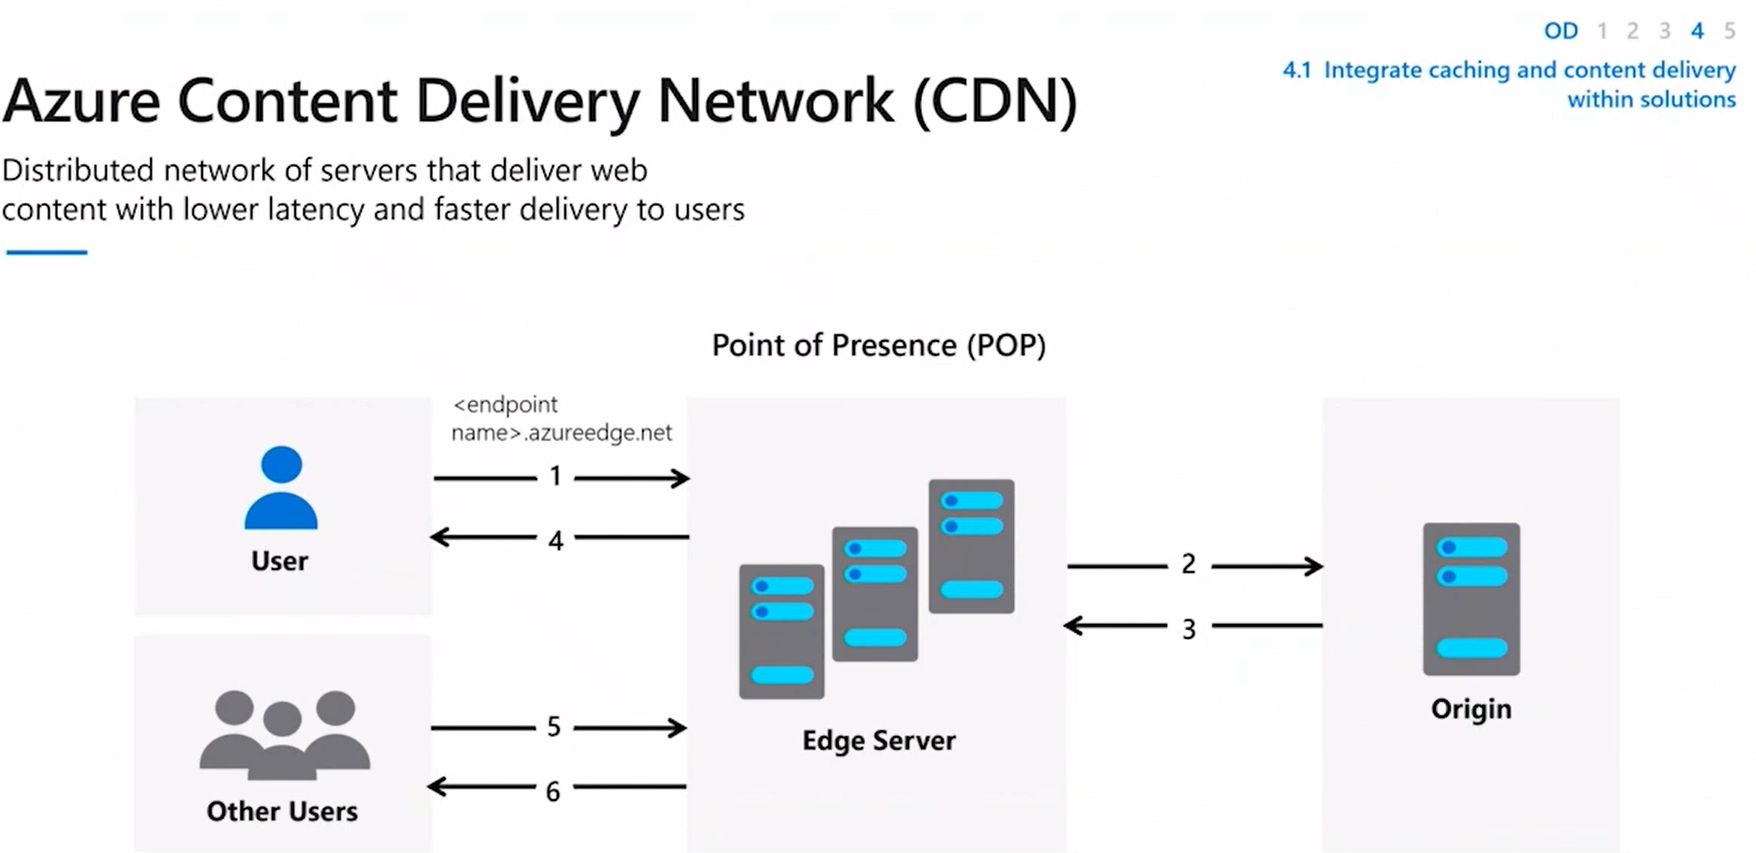 OD 1 2 3 4 5
4.1 Integrate caching and content delivery
within solutions
Azure Content Delivery Network (CDN)
Distributed network of servers that deliver web
content with lower latency and faster delivery to users
Point of Presence (POP)
<endpoint
name>.azureedge.net
1
4
User
2
3
Origin
5
6
Edge Server
Other Users